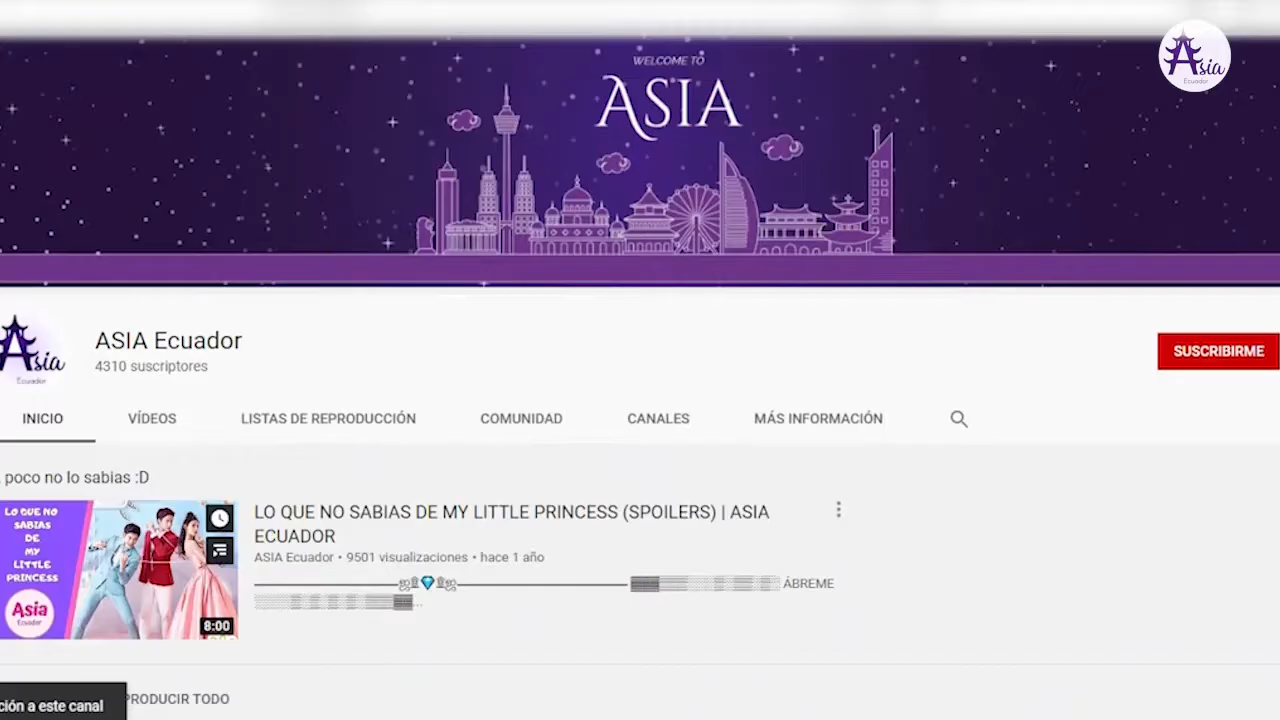 WELCOME TO
ASIA
Asia
Ecuador
Asia
Ecuador
ASIA Ecuador
4310 suscriptores
SUSCRIBIRME
INICIO
VÍDEOS
LISTAS DE REPRODUCCIÓN
COMUNIDAD
CANALES
MÁS INFORMACIÓN
poco no lo sabias :D
LO QUE NO
SABIAS
DE
MY
LITTLE
PRINCESS
Asia
Ecuador
8:00
LO QUE NO SABIAS DE MY LITTLE PRINCESS (SPOILERS) | ASIA
ECUADOR
ASIA Ecuador • 9501 visualizaciones • hace 1 año
ÁBREME
...
ción a este canal
PRODUCIR TODO